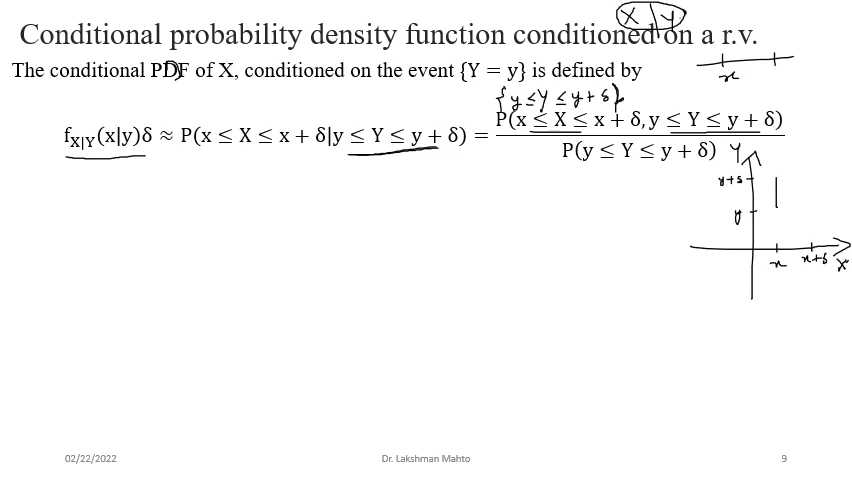 X|Y
Conditional probability density function conditioned on a r.v.
The conditional PDF of X, conditioned on the event {Y = y} is defined by
x
{y ≤ Y ≤ y + δ}
f_{X|Y}(x|y)δ ≈ P(x ≤ X ≤ x + δ|y ≤ Y ≤ y + δ) = P(x ≤ X ≤ x + δ, y ≤ Y ≤ y + δ)
P(y ≤ Y ≤ y + δ)
Y
y+δ
y
x x+δ X
02/22/2022 Dr. Lakshman Mahto 9